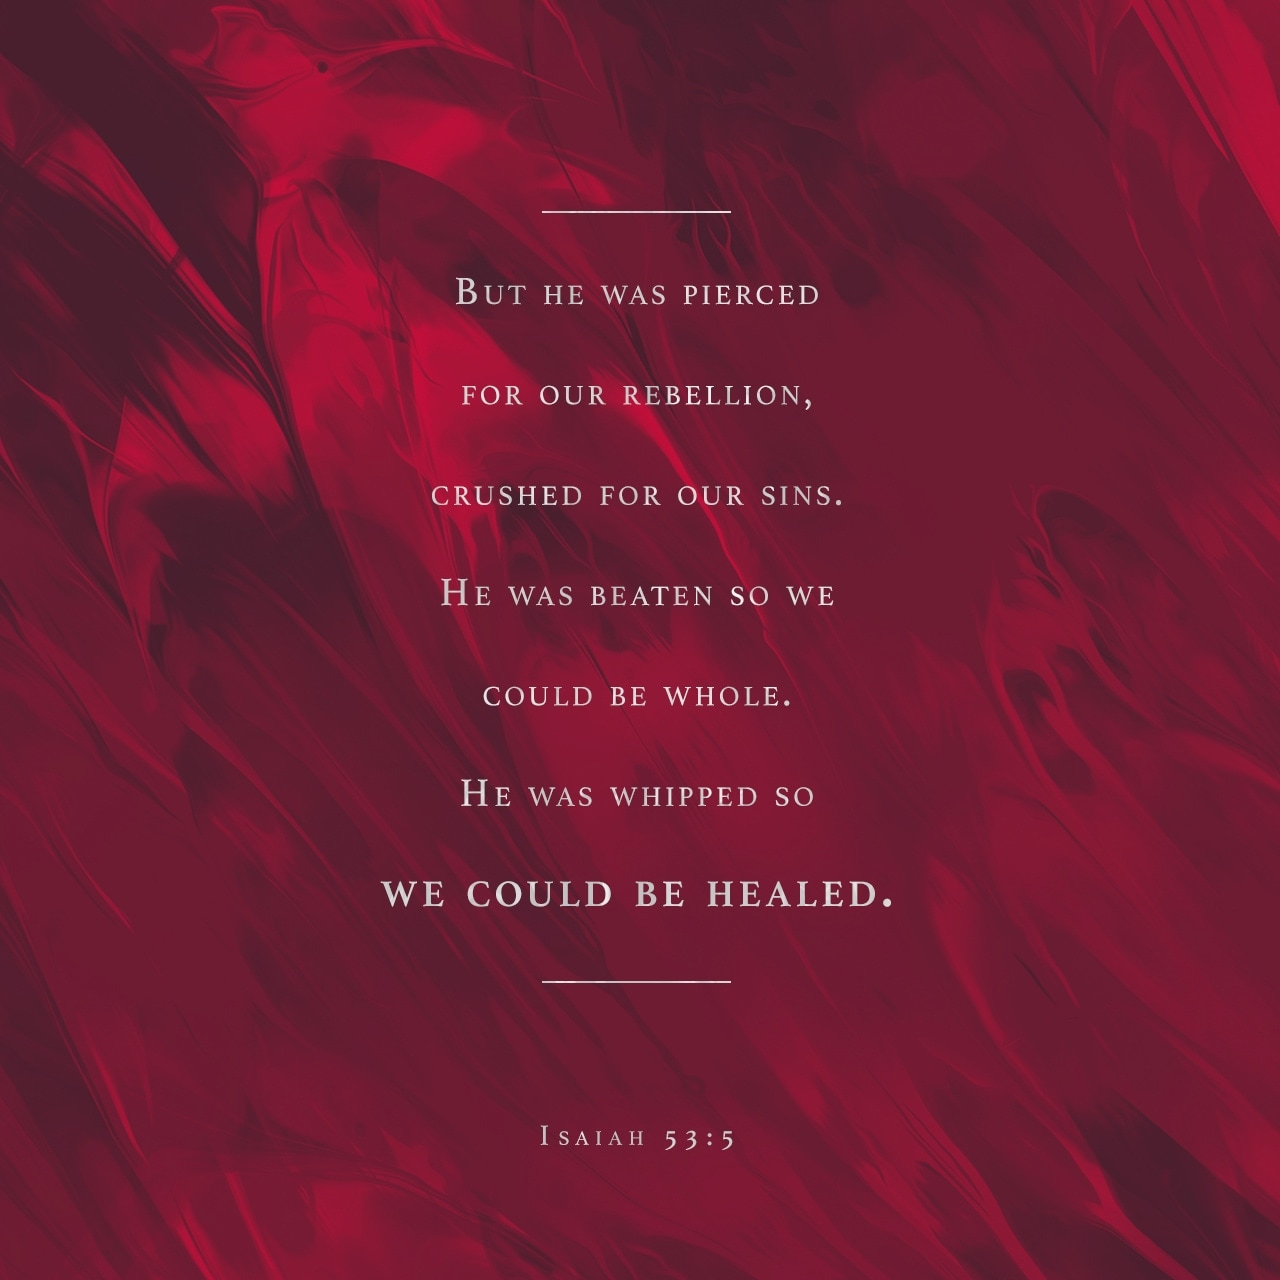 But he was pierced
for our rebellion,
crushed for our sins.
He was beaten so we
could be whole.
He was whipped so
we could be healed.
Isaiah 53:5